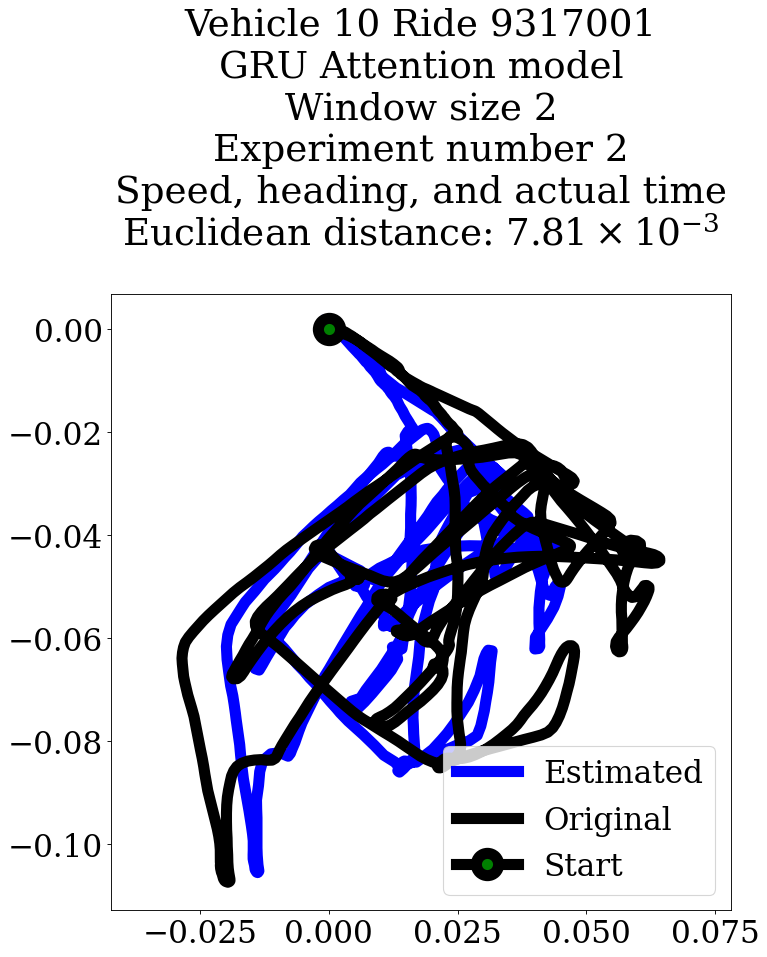 Vehicle 10 Ride 9317001
GRU Attention model
Window size 2
Experiment number 2
Speed, heading, and actual time
Euclidean distance: 7.81 × 10⁻³
0.00
−0.02
−0.04
−0.06
−0.08
−0.10
Estimated
Original
Start
−0.025 0.000 0.025 0.050 0.075